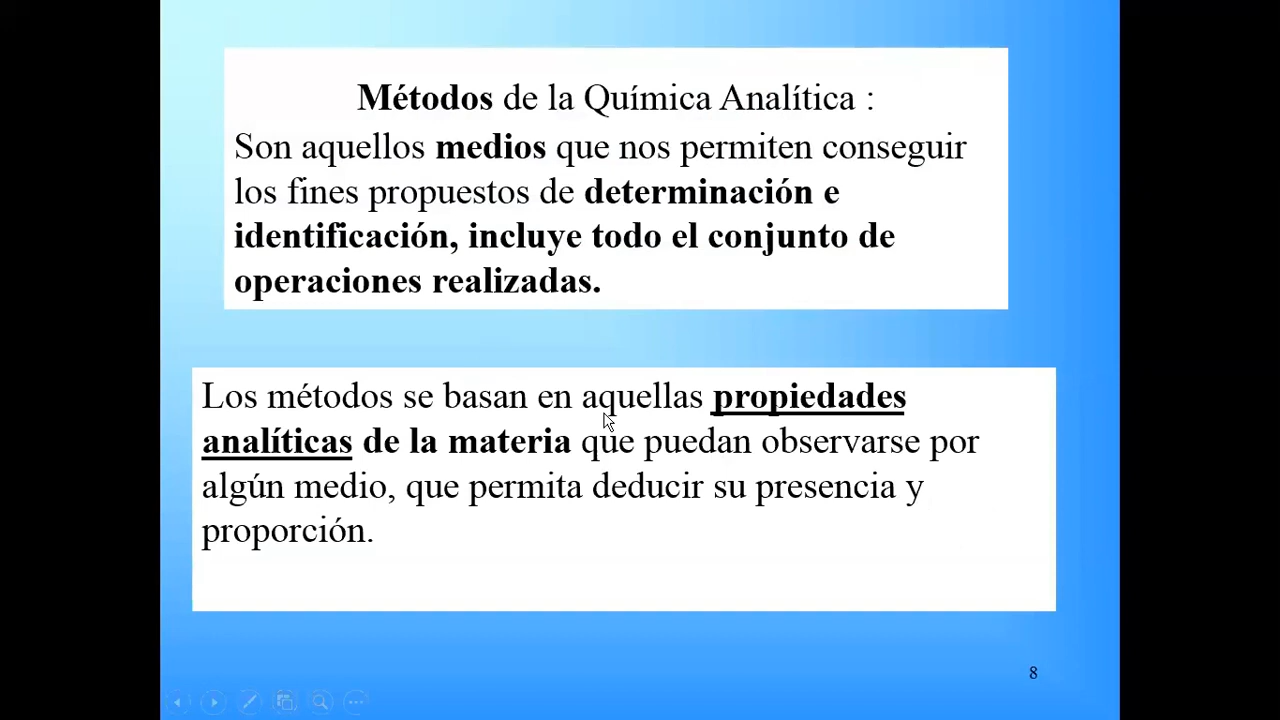 Métodos de la Química Analítica :
Son aquellos medios que nos permiten conseguir
los fines propuestos de determinación e
identificación, incluye todo el conjunto de
operaciones realizadas.
Los métodos se basan en aquellas propiedades
analíticas de la materia que puedan observarse por
algún medio, que permita deducir su presencia y
proporción.
8